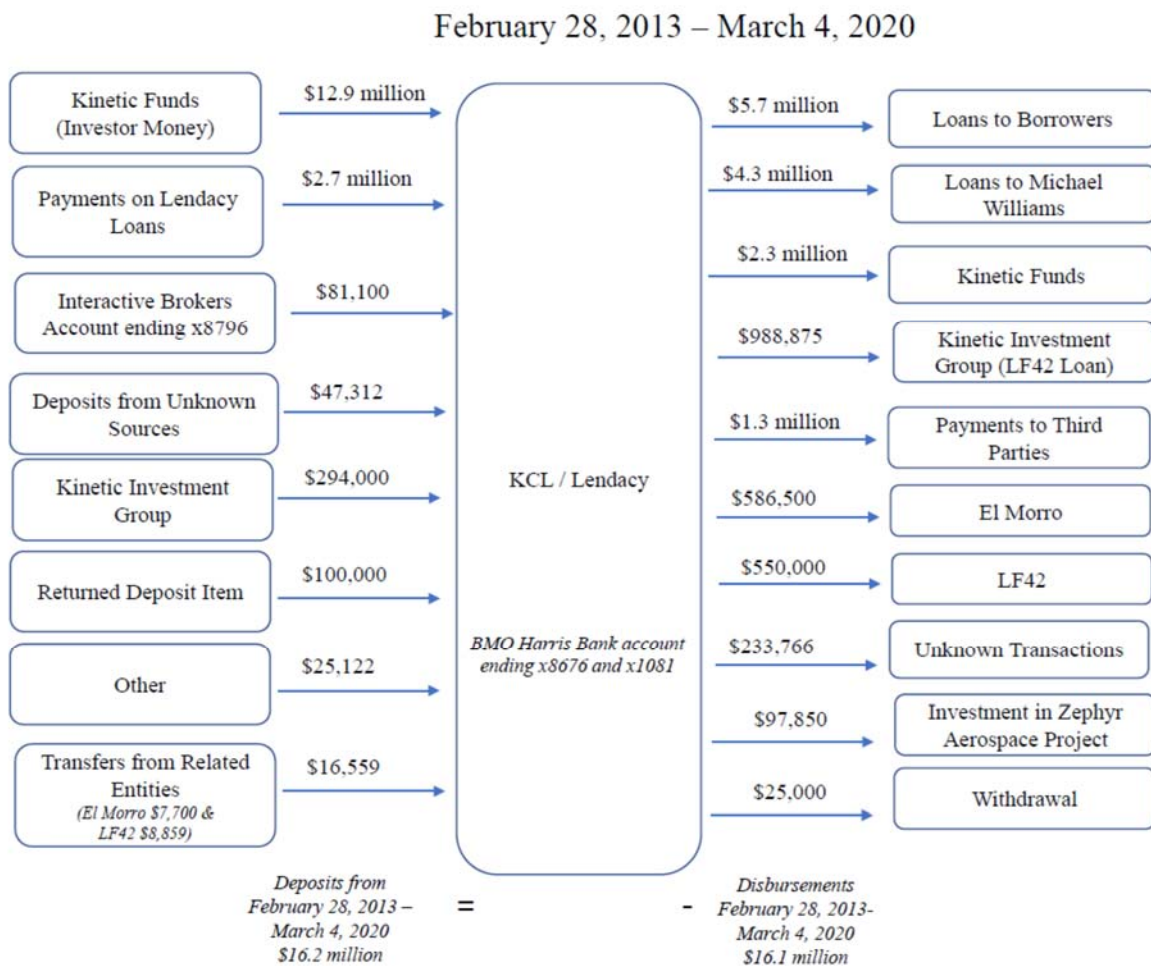 February 28, 2013 – March 4, 2020
Kinetic Funds
(Investor Money)
$12.9 million
Payments on Lendacy
Loans
$2.7 million
Interactive Brokers
Account ending x8796
$81,100
Deposits from Unknown
Sources
$47,312
Kinetic Investment
Group
$294,000
Returned Deposit Item
$100,000
Other
$25,122
Transfers from Related
Entities
(El Morro $7,700 &
LF42 $8,859)
$16,559
KCL / Lendacy
BMO Harris Bank account
ending x8676 and x1081
$5.7 million
Loans to Borrowers
$4.3 million
Loans to Michael
Williams
$2.3 million
Kinetic Funds
$988,875
Kinetic Investment
Group (LF42 Loan)
$1.3 million
Payments to Third
Parties
$586,500
El Morro
$550,000
LF42
$233,766
Unknown Transactions
$97,850
Investment in Zephyr
Aerospace Project
$25,000
Withdrawal
Deposits from
February 28, 2013 –
March 4, 2020
$16.2 million
=
-
Disbursements
February 28, 2013-
March 4, 2020
$16.1 million